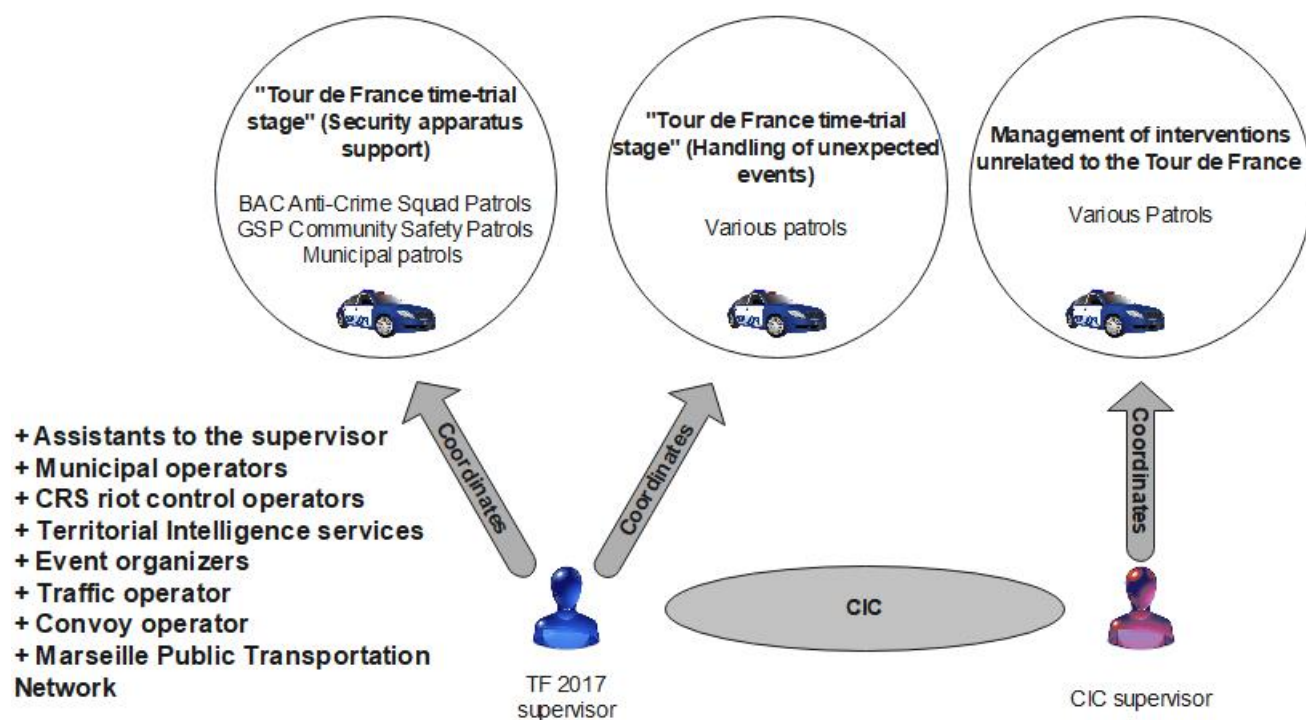 "Tour de France time-trial
stage" (Security apparatus
support)
BAC Anti-Crime Squad Patrols
GSP Community Safety Patrols
Municipal patrols
"Tour de France time-trial
stage" (Handling of unexpected
events)
Various patrols
Management of interventions
unrelated to the Tour de France
Various Patrols
Coordinates
Coordinates
Coordinates
+ Assistants to the supervisor
+ Municipal operators
+ CRS riot control operators
+ Territorial Intelligence services
+ Event organizers
+ Traffic operator
+ Convoy operator
+ Marseille Public Transportation
Network
TF 2017
supervisor
CIC
CIC supervisor